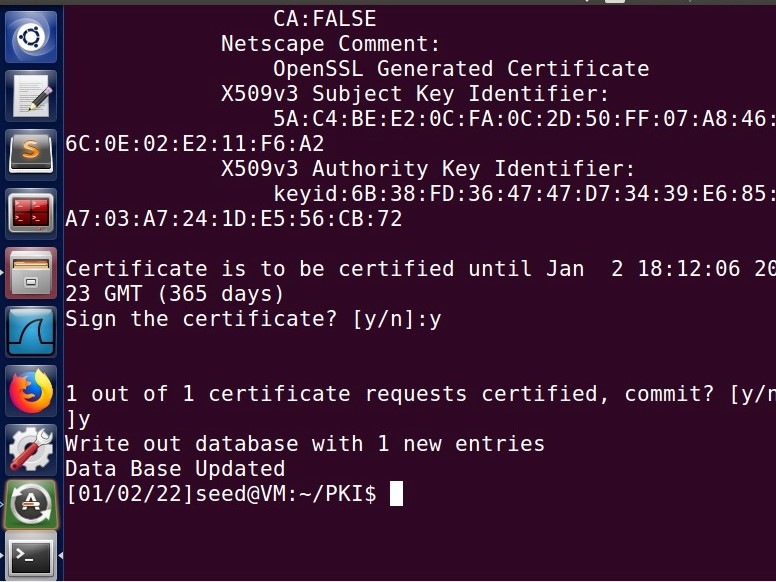 CA:FALSE
Netscape Comment:
OpenSSL Generated Certificate
X509v3 Subject Key Identifier:
5A:C4:BE:E2:0C:FA:0C:2D:50:FF:07:A8:46:
6C:0E:02:E2:11:F6:A2
X509v3 Authority Key Identifier:
keyid:6B:38:FD:36:47:47:D7:34:39:E6:85:
A7:03:A7:24:1D:E5:56:CB:72
Certificate is to be certified until Jan  2 18:12:06 20
23 GMT (365 days)
Sign the certificate? [y/n]:y
1 out of 1 certificate requests certified, commit? [y/n
]y
Write out database with 1 new entries
Data Base Updated
[01/02/22]seed@VM:~/PKI$